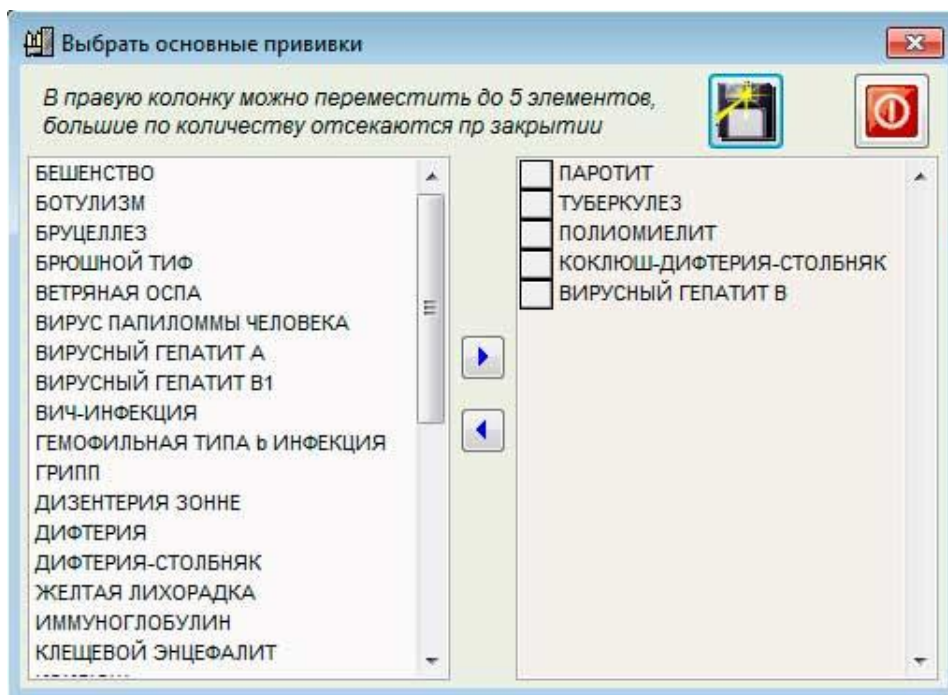 Выбрать основные прививки
В правую колонку можно переместить до 5 элементов,
большие по количеству отсекаются пр закрытии
БЕШЕНСТВО
БОТУЛИЗМ
БРУЦЕЛЛЕЗ
БРЮШНОЙ ТИФ
ВЕТРЯНАЯ ОСПА
ВИРУС ПАПИЛОММЫ ЧЕЛОВЕКА
ВИРУСНЫЙ ГЕПАТИТ А
ВИРУСНЫЙ ГЕПАТИТ В1
ВИЧ-ИНФЕКЦИЯ
ГЕМОФИЛЬНАЯ ТИПА b ИНФЕКЦИЯ
ГРИПП
ДИЗЕНТЕРИЯ ЗОННЕ
ДИФТЕРИЯ
ДИФТЕРИЯ-СТОЛБНЯК
ЖЕЛТАЯ ЛИХОРАДКА
ИММУНОГЛОБУЛИН
КЛЕЩЕВОЙ ЭНЦЕФАЛИТ
ПАРОТИТ
ТУБЕРКУЛЕЗ
ПОЛИОМИЕЛИТ
КОКЛЮШ-ДИФТЕРИЯ-СТОЛБНЯК
ВИРУСНЫЙ ГЕПАТИТ В